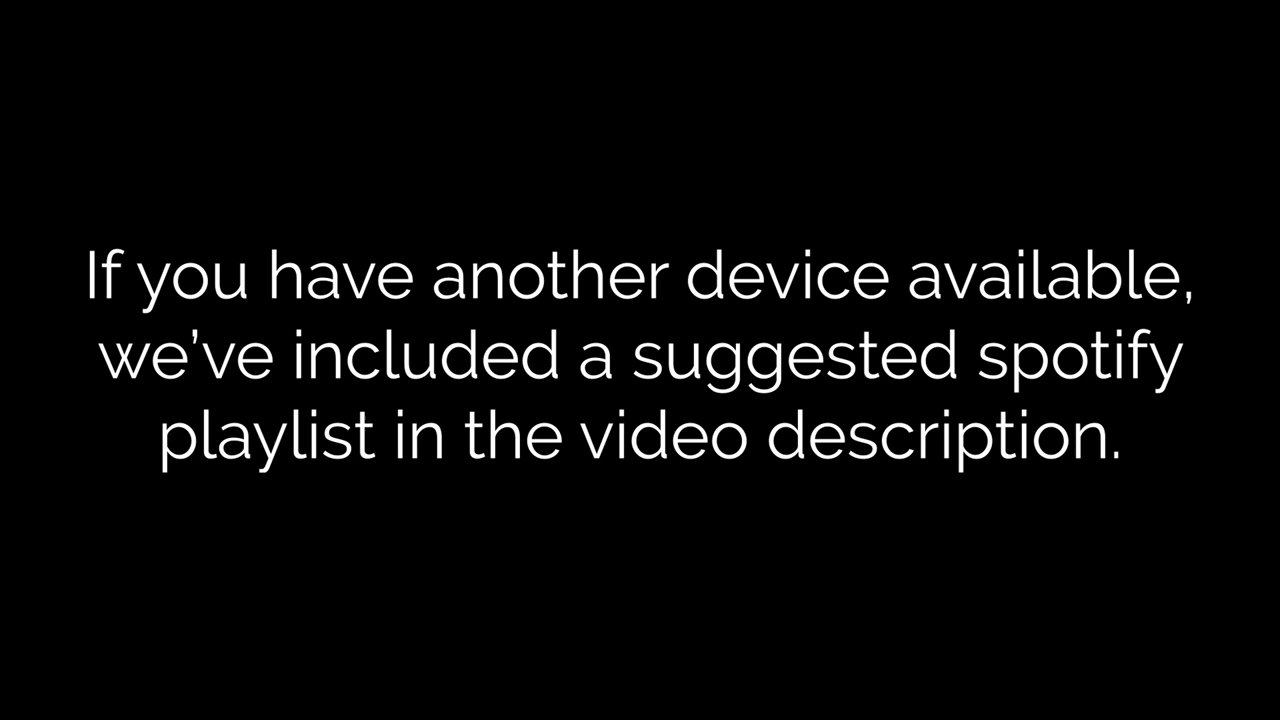 If you have another device available,
we’ve included a suggested spotify
playlist in the video description.